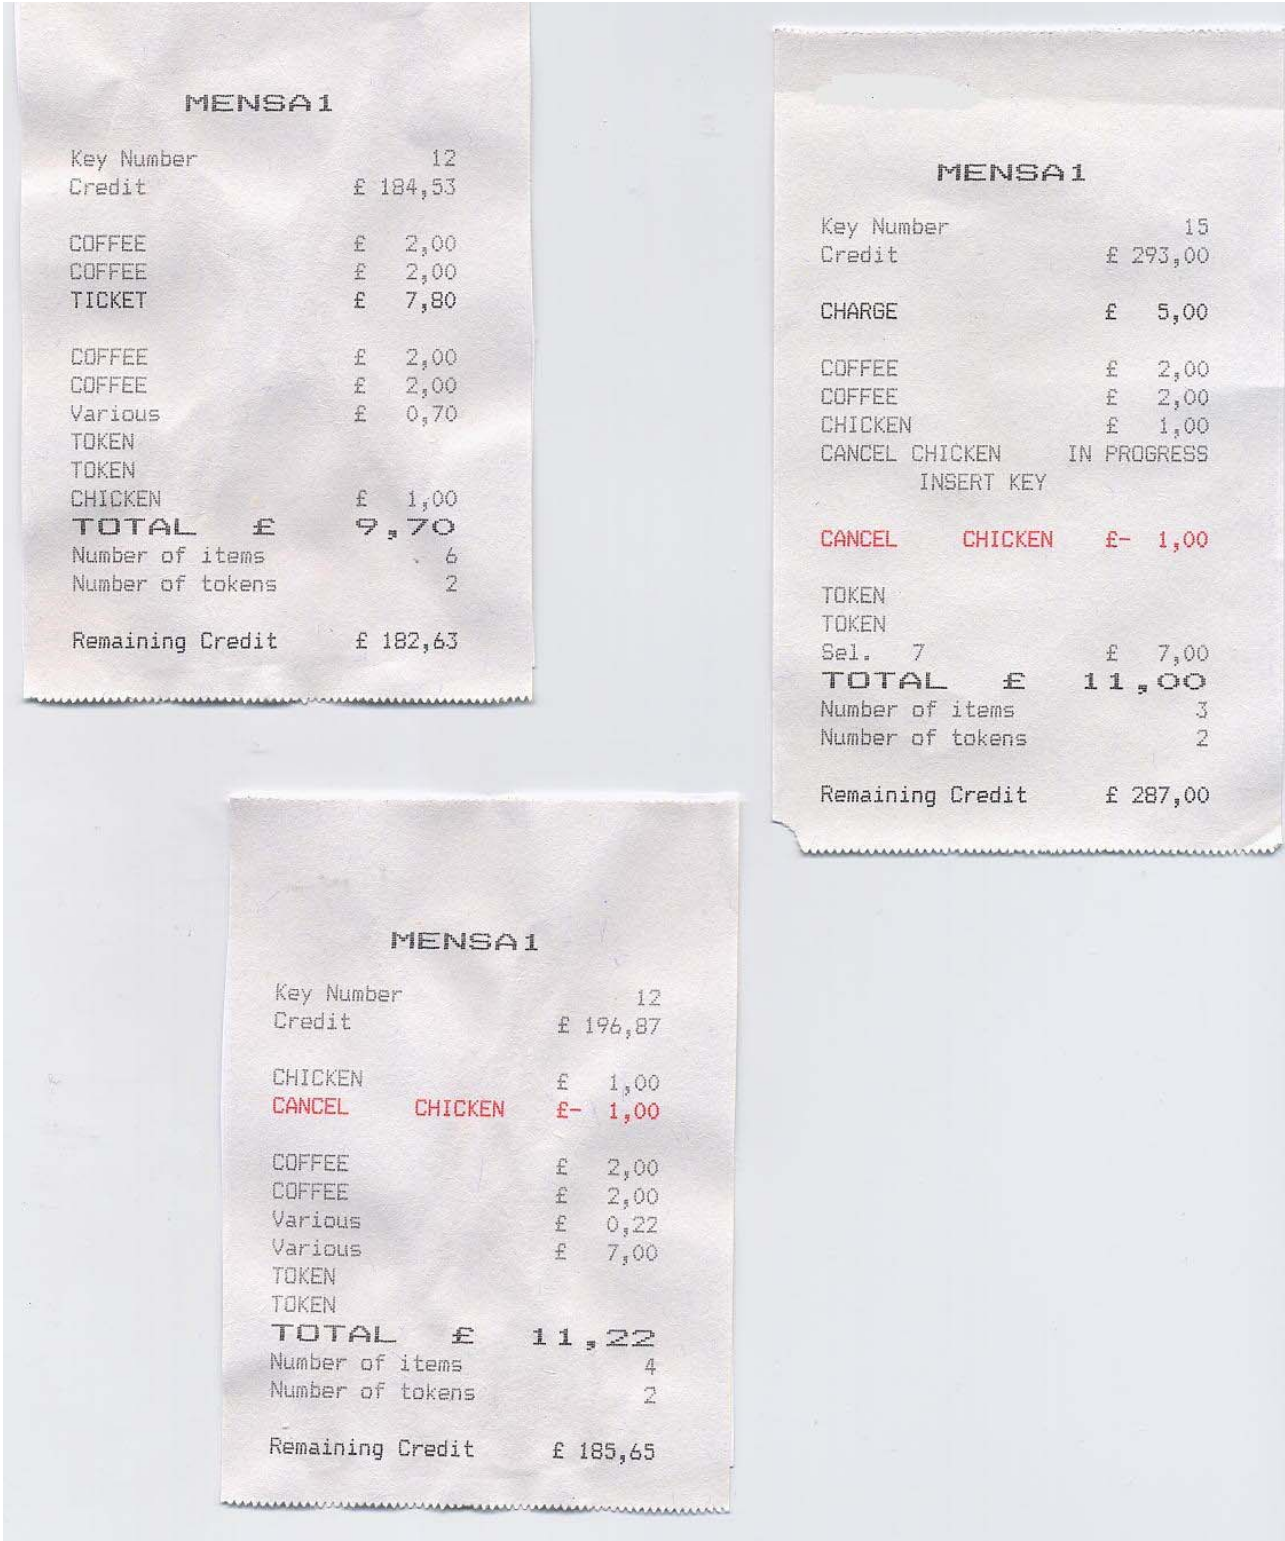 MENSA1
Key Number 12
Credit £ 184,53
COFFEE £ 2,00
COFFEE £ 2,00
TICKET £ 7,80
COFFEE £ 2,00
COFFEE £ 2,00
Various £ 0,70
TOKEN
TOKEN
CHICKEN £ 1,00
TOTAL £ 9,70
Number of items 6
Number of tokens 2
Remaining Credit £ 182,63
MENSA1
Key Number 15
Credit £ 293,00
CHARGE £ 5,00
COFFEE £ 2,00
COFFEE £ 2,00
CHICKEN £ 1,00
CANCEL CHICKEN IN PROGRESS
INSERT KEY
CANCEL CHICKEN £- 1,00
TOKEN
TOKEN
Sel. 7 £ 7,00
TOTAL £ 11,00
Number of items 3
Number of tokens 2
Remaining Credit £ 287,00
MENSA1
Key Number 12
Credit £ 196,87
CHICKEN £ 1,00
CANCEL CHICKEN £- 1,00
COFFEE £ 2,00
COFFEE £ 2,00
Various £ 0,22
Various £ 7,00
TOKEN
TOKEN
TOTAL £ 11,22
Number of items 4
Number of tokens 2
Remaining Credit £ 185,65